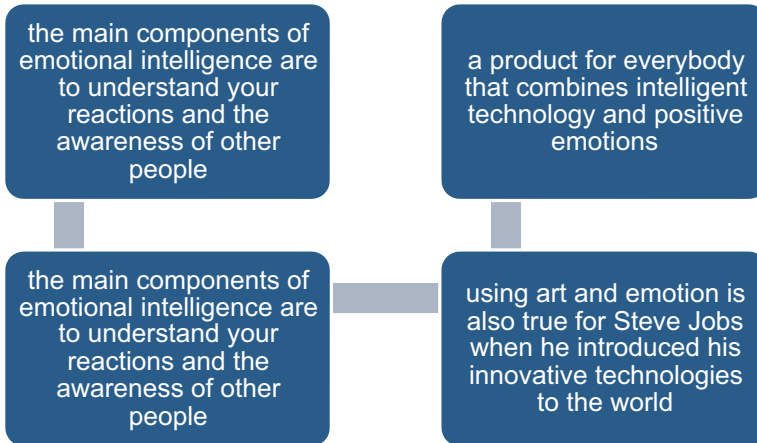 the main components of
emotional intelligence are
to understand your
reactions and the
awareness of other
people
the main components of
emotional intelligence are
to understand your
reactions and the
awareness of other
people
using art and emotion is
also true for Steve Jobs
when he introduced his
innovative technologies
to the world
a product for everybody
that combines intelligent
technology and positive
emotions